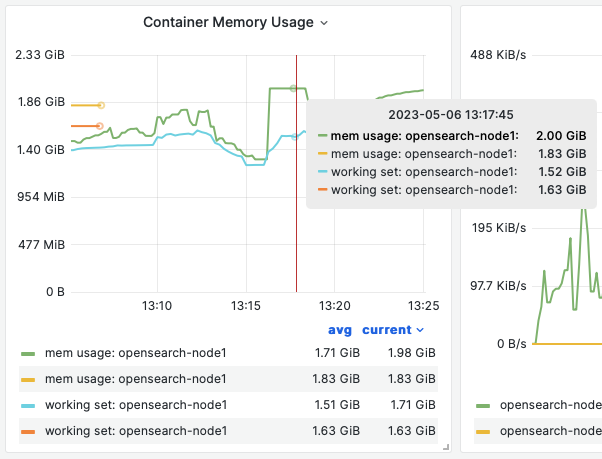 Container Memory Usage
2.33 GiB
1.86 GiB
1.40 GiB
954 MiB
477 MiB
0 B
13:10 13:15 13:20 13:25
2023-05-06 13:17:45
mem usage: opensearch-node1: 2.00 GiB
mem usage: opensearch-node1: 1.83 GiB
working set: opensearch-node1: 1.52 GiB
working set: opensearch-node1: 1.63 GiB
avg current
mem usage: opensearch-node1 1.71 GiB 1.98 GiB
mem usage: opensearch-node1 1.83 GiB 1.83 GiB
working set: opensearch-node1 1.51 GiB 1.71 GiB
working set: opensearch-node1 1.63 GiB 1.63 GiB
488 KiB/s
195 KiB/s
97.7 KiB/s
0 B/s
opensearch-node
opensearch-node